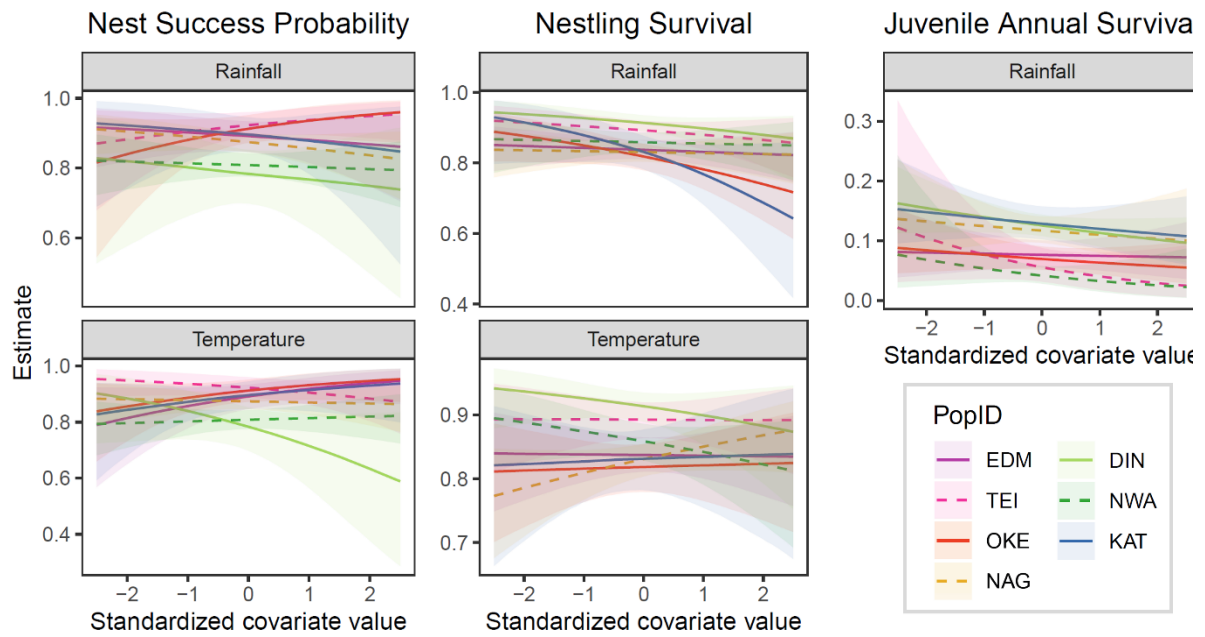 Nest Success Probability
Nestling Survival
Juvenile Annual Surviva
Rainfall
Rainfall
Rainfall
1.0
0.8
0.6
1.0
0.8
0.6
0.4
0.3
0.2
0.1
0.0
−2 −1 0 1 2
Standardized covariate value
Estimate
Temperature
Temperature
1.0
0.8
0.6
0.4
0.9
0.8
0.7
−2 −1 0 1 2
Standardized covariate value
−2 −1 0 1 2
Standardized covariate value
PopID
EDM
TEI
OKE
NAG
DIN
NWA
KAT